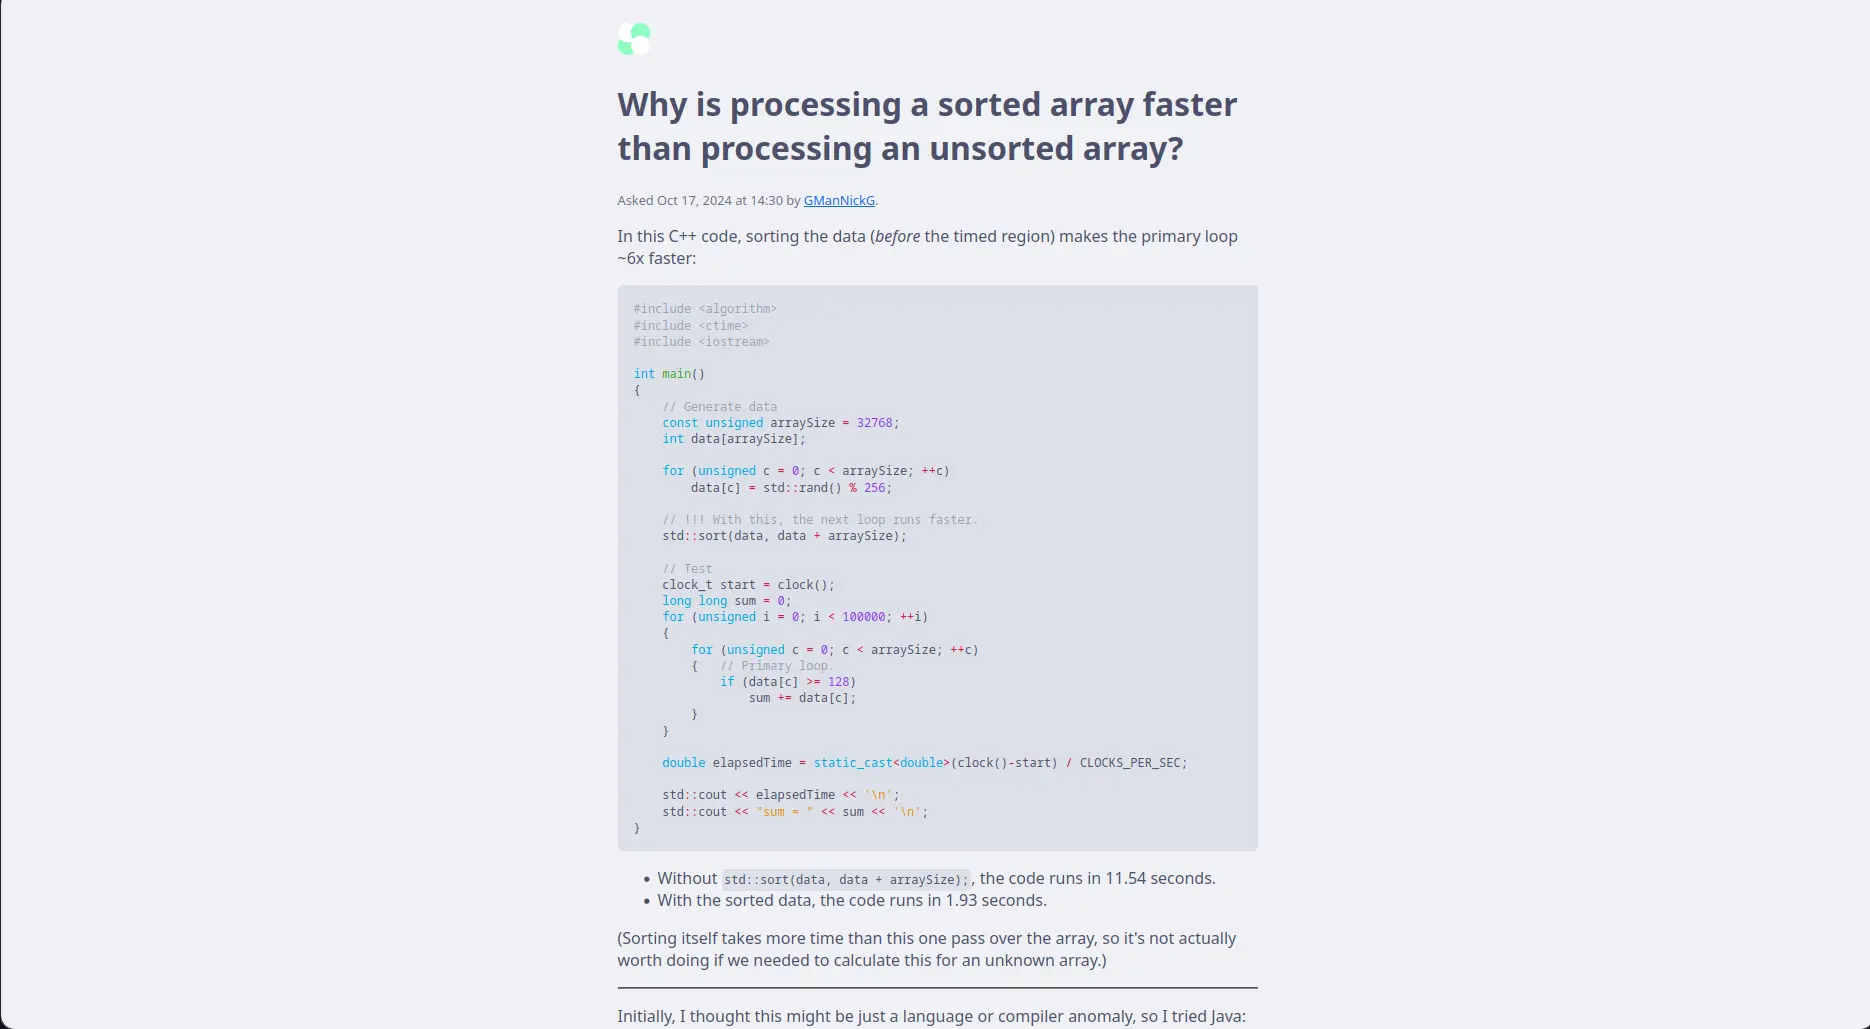 Why is processing a sorted array faster
than processing an unsorted array?
Asked Oct 17, 2024 at 14:30 by GManNickG.
In this C++ code, sorting the data (before the timed region) makes the primary loop
~6x faster:
#include <algorithm>
#include <ctime>
#include <iostream>
int main()
{
    // Generate data
    const unsigned arraySize = 32768;
    int data[arraySize];
    for (unsigned c = 0; c < arraySize; ++c)
        data[c] = std::rand() % 256;
    // !!! With this, the next loop runs faster.
    std::sort(data, data + arraySize);
    // Test
    clock_t start = clock();
    long long sum = 0;
    for (unsigned i = 0; i < 100000; ++i)
    {
        for (unsigned c = 0; c < arraySize; ++c)
        {   // Primary loop.
            if (data[c] >= 128)
                sum += data[c];
        }
    }
    double elapsedTime = static_cast<double>(clock()-start) / CLOCKS_PER_SEC;
    std::cout << elapsedTime << '\n';
    std::cout << "sum = " << sum << '\n';
}
• Without std::sort(data, data + arraySize);, the code runs in 11.54 seconds.
• With the sorted data, the code runs in 1.93 seconds.
(Sorting itself takes more time than this one pass over the array, so it's not actually
worth doing if we needed to calculate this for an unknown array.)
Initially, I thought this might be just a language or compiler anomaly, so I tried Java: